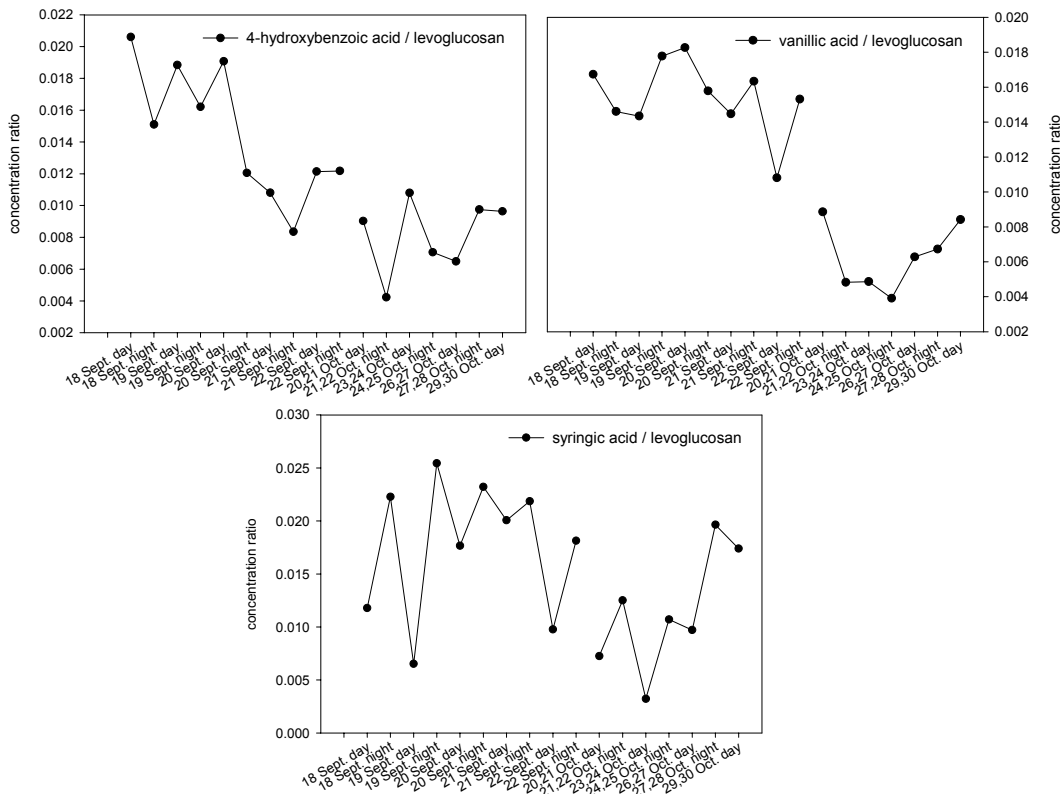 4-hydroxybenzoic acid / levoglucosan
concentration ratio
0.022
0.020
0.018
0.016
0.014
0.012
0.010
0.008
0.006
0.004
0.002
18 Sept. day
18 Sept. night
19 Sept. day
19 Sept. night
20 Sept. day
20 Sept. night
21 Sept. day
21 Sept. night
22 Sept. day
22 Sept. night
20,21 Oct. day
21,22 Oct. night
23,24 Oct. day
24,25 Oct. night
26,27 Oct. day
27,28 Oct. night
29,30 Oct. day
vanillic acid / levoglucosan
0.020
0.018
0.016
0.014
0.012
0.010
0.008
0.006
0.004
0.002
concentration ratio
18 Sept. day
18 Sept. night
19 Sept. day
19 Sept. night
20 Sept. day
20 Sept. night
21 Sept. day
21 Sept. night
22 Sept. day
22 Sept. night
20,21 Oct. day
21,22 Oct. night
23,24 Oct. day
24,25 Oct. night
26,27 Oct. day
27,28 Oct. night
29,30 Oct. day
syringic acid / levoglucosan
concentration ratio
0.030
0.025
0.020
0.015
0.010
0.005
0.000
18 Sept. day
18 Sept. night
19 Sept. day
19 Sept. night
20 Sept. day
20 Sept. night
21 Sept. day
21 Sept. night
22 Sept. day
22 Sept. night
20,21 Oct. day
21,22 Oct. night
23,24 Oct. day
24,25 Oct. night
26,27 Oct. day
27,28 Oct. night
29,30 Oct. day